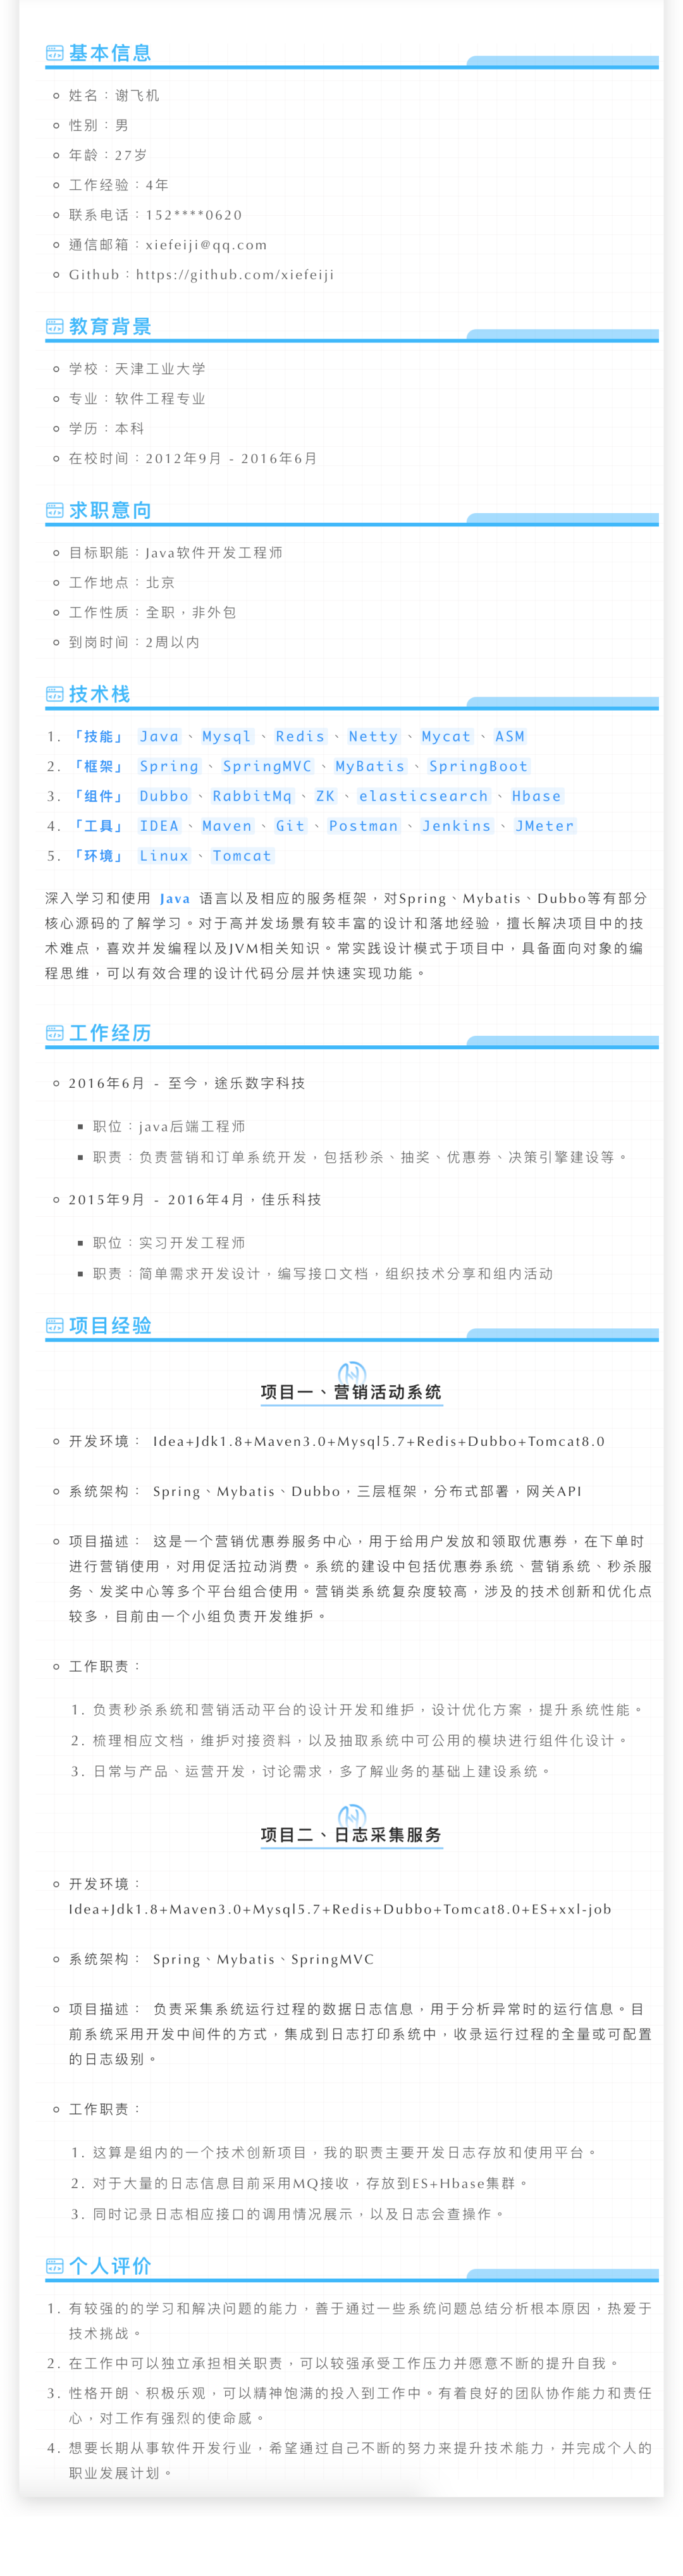 基本信息
姓名：谢飞机
性别：男
年龄：27岁
工作经验：4年
联系电话：152****0620
通信邮箱：xiefeiji@qq.com
Github：https://github.com/xiefeiji
教育背景
学校：天津工业大学
专业：软件工程专业
学历：本科
在校时间：2012年9月 - 2016年6月
求职意向
目标职能：Java软件开发工程师
工作地点：北京
工作性质：全职，非外包
到岗时间：2周以内
技术栈
1. 「技能」 Java 、 Mysql 、 Redis 、 Netty 、 Mycat 、 ASM
2. 「框架」 Spring 、 SpringMVC 、 MyBatis 、 SpringBoot
3. 「组件」 Dubbo 、 RabbitMq 、 ZK 、 elasticsearch 、 Hbase
4. 「工具」 IDEA 、 Maven 、 Git 、 Postman 、 Jenkins 、 JMeter
5. 「环境」 Linux 、 Tomcat
深入学习和使用 Java 语言以及相应的服务框架，对Spring、Mybatis、Dubbo等有部分
核心源码的了解学习。对于高并发场景有较丰富的设计和落地经验，擅长解决项目中的技
术难点，喜欢并发编程以及JVM相关知识。常实践设计模式于项目中，具备面向对象的编
程思维，可以有效合理的设计代码分层并快速实现功能。
工作经历
2016年6月 - 至今，途乐数字科技
职位：java后端工程师
职责：负责营销和订单系统开发，包括秒杀、抽奖、优惠券、决策引擎建设等。
2015年9月 - 2016年4月，佳乐科技
职位：实习开发工程师
职责：简单需求开发设计，编写接口文档，组织技术分享和组内活动
项目经验
项目一、营销活动系统
开发环境： Idea+Jdk1.8+Maven3.0+Mysql5.7+Redis+Dubbo+Tomcat8.0
系统架构： Spring、Mybatis、Dubbo，三层框架，分布式部署，网关API
项目描述： 这是一个营销优惠券服务中心，用于给用户发放和领取优惠券，在下单时
进行营销使用，对用促活拉动消费。系统的建设中包括优惠券系统、营销系统、秒杀服
务、发奖中心等多个平台组合使用。营销类系统复杂度较高，涉及的技术创新和优化点
较多，目前由一个小组负责开发维护。
工作职责：
1. 负责秒杀系统和营销活动平台的设计开发和维护，设计优化方案，提升系统性能。
2. 梳理相应文档，维护对接资料，以及抽取系统中可公用的模块进行组件化设计。
3. 日常与产品、运营开发，讨论需求，多了解业务的基础上建设系统。
项目二、日志采集服务
开发环境：
Idea+Jdk1.8+Maven3.0+Mysql5.7+Redis+Dubbo+Tomcat8.0+ES+xxl-job
系统架构： Spring、Mybatis、SpringMVC
项目描述： 负责采集系统运行过程的数据日志信息，用于分析异常时的运行信息。目
前系统采用开发中间件的方式，集成到日志打印系统中，收录运行过程的全量或可配置
的日志级别。
工作职责：
1. 这算是组内的一个技术创新项目，我的职责主要开发日志存放和使用平台。
2. 对于大量的日志信息目前采用MQ接收，存放到ES+Hbase集群。
3. 同时记录日志相应接口的调用情况展示，以及日志会查操作。
个人评价
1. 有较强的的学习和解决问题的能力，善于通过一些系统问题总结分析根本原因，热爱于
技术挑战。
2. 在工作中可以独立承担相关职责，可以较强承受工作压力并愿意不断的提升自我。
3. 性格开朗、积极乐观，可以精神饱满的投入到工作中。有着良好的团队协作能力和责任
心，对工作有强烈的使命感。
4. 想要长期从事软件开发行业，希望通过自己不断的努力来提升技术能力，并完成个人的
职业发展计划。